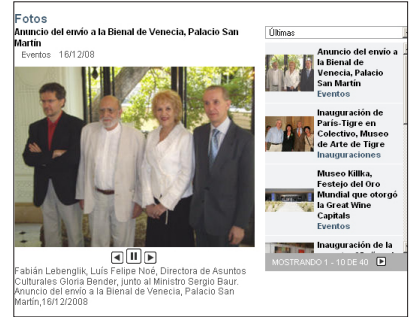 Fotos
Anuncio del envío a la Bienal de Venecia, Palacio San
Martín
Eventos 16/12/08
Fabián Lebenglik, Luís Felipe Noé, Directora de Asuntos
Culturales Gloria Bender, junto al Ministro Sergio Baur.
Anuncio del envío a la Bienal de Venecia, Palacio San
Martín,16/12/2008
Últimas
Anuncio del envío a
la Bienal de
Venecia, Palacio
San Martín
Eventos
Inauguración de
París-Tigre en
Colectivo, Museo
de Arte de Tigre
Inauguraciones
Museo Killka,
Festejo del Oro
Mundial que otorgó
la Great Wine
Capitals
Eventos
Inauguración de la
MOSTRANDO 1 - 10 DE 40